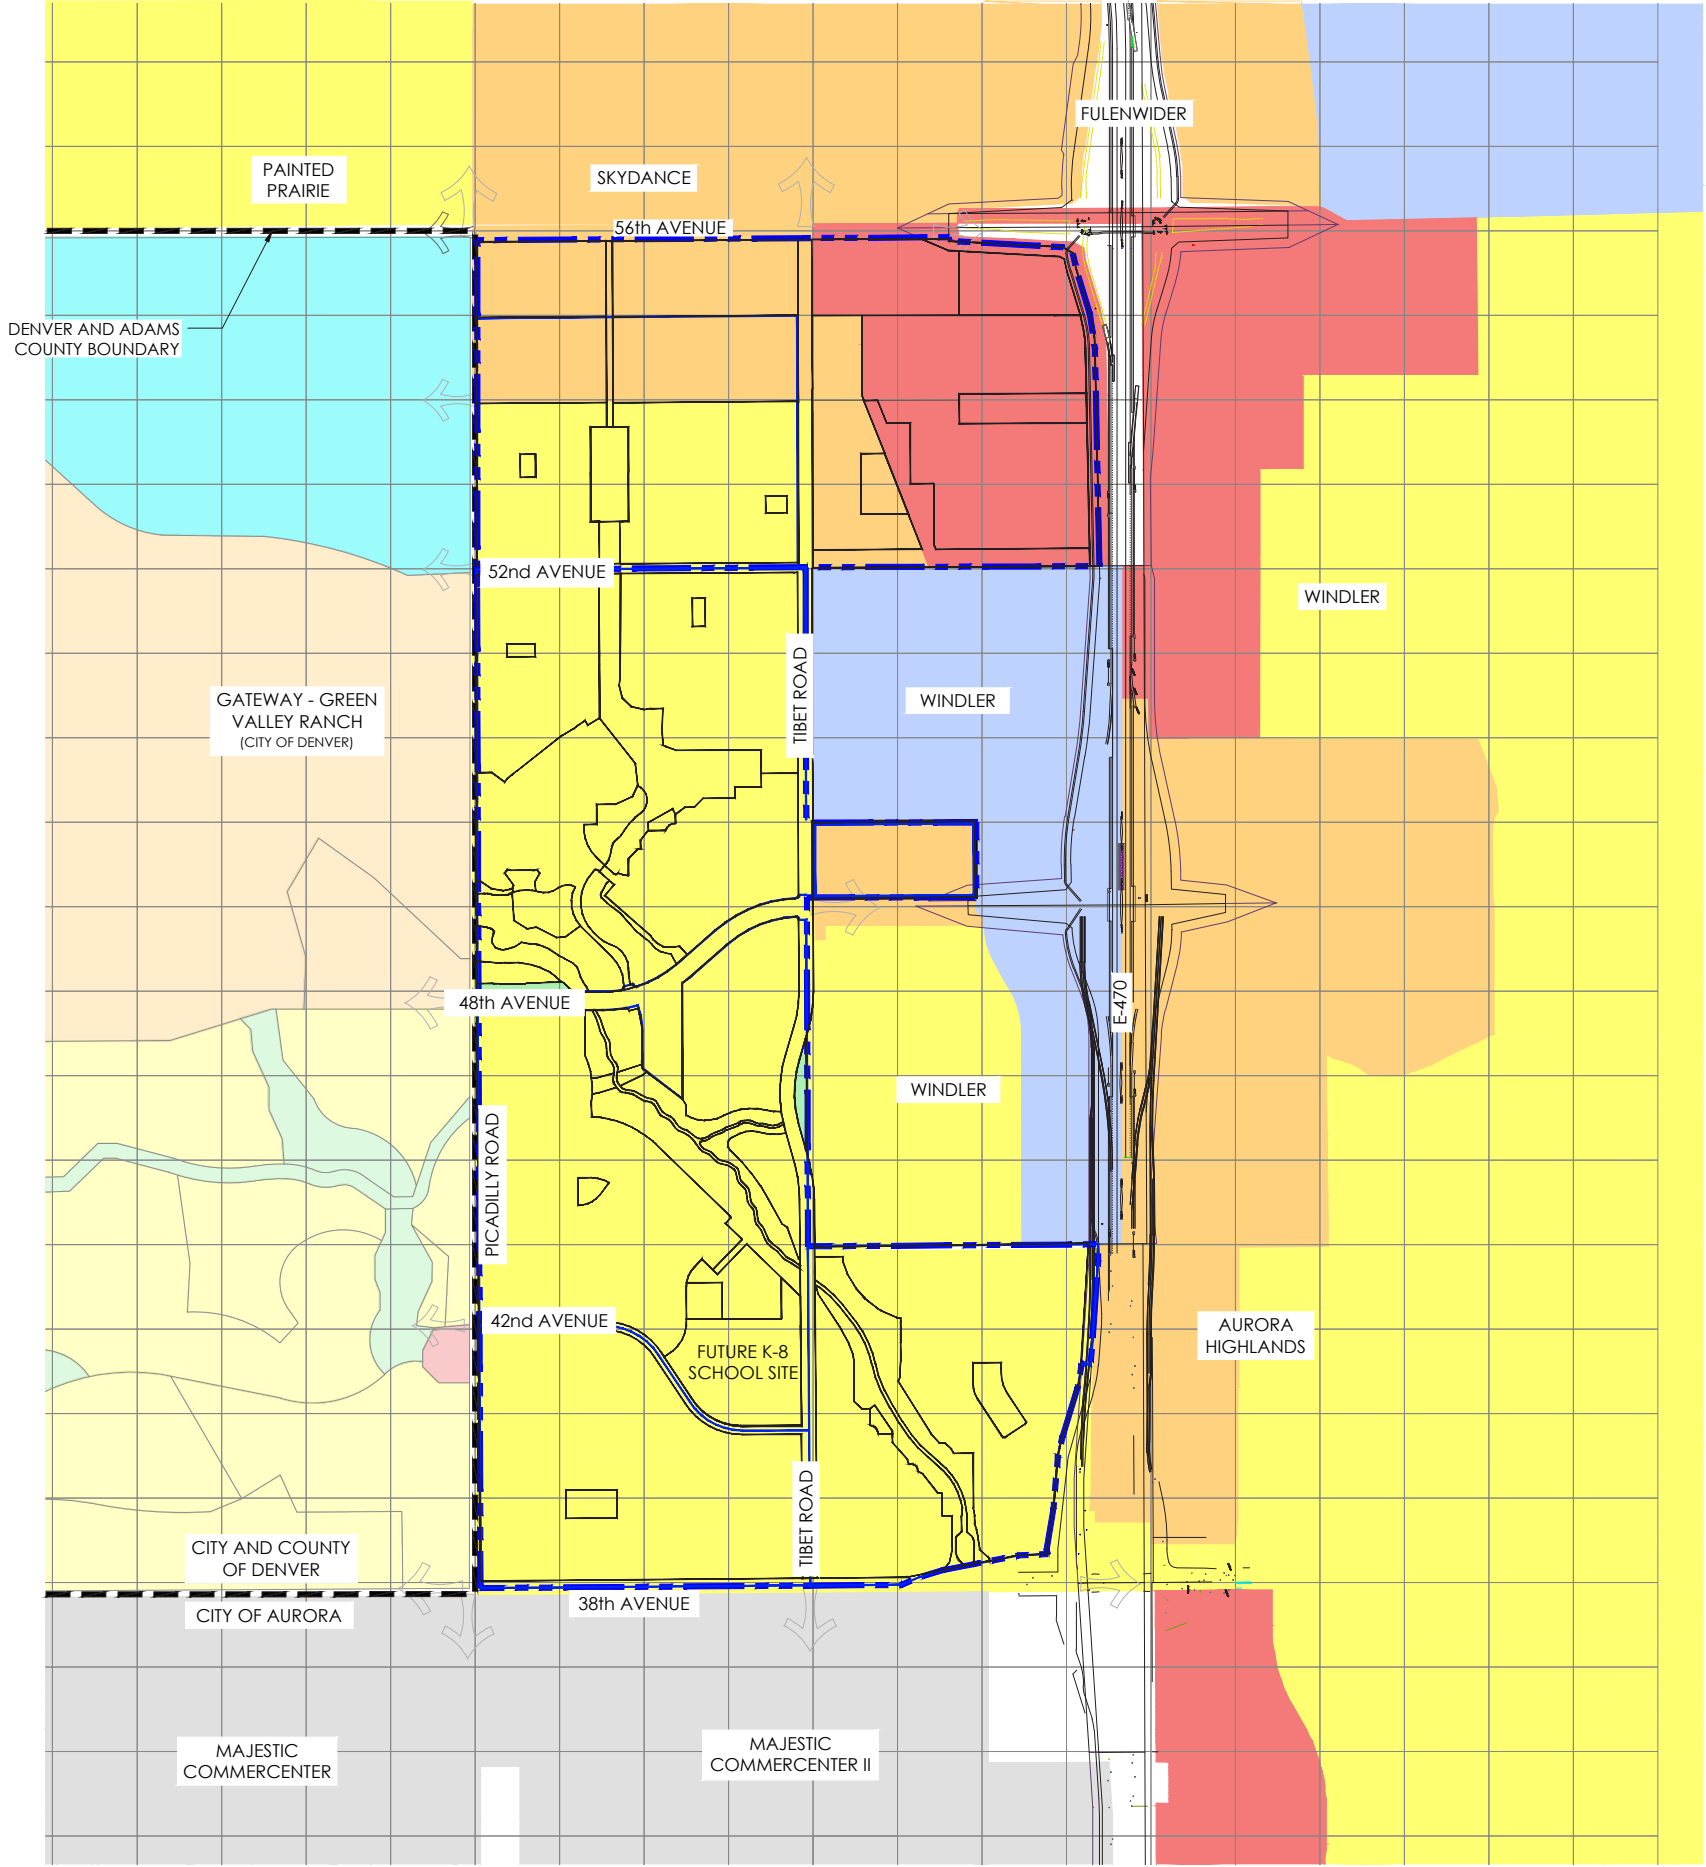 FULENWIDER
PAINTED
PRAIRIE
SKYDANCE
56th AVENUE
DENVER AND ADAMS
COUNTY BOUNDARY
52nd AVENUE
WINDLER
TIBET ROAD
GATEWAY - GREEN
VALLEY RANCH
(CITY OF DENVER)
WINDLER
48th AVENUE
E-470
WINDLER
PICADILLY ROAD
42nd AVENUE
AURORA
HIGHLANDS
FUTURE K-8
SCHOOL SITE
TIBET ROAD
CITY AND COUNTY
OF DENVER
38th AVENUE
CITY OF AURORA
MAJESTIC
COMMERCENTER
MAJESTIC
COMMERCENTER II